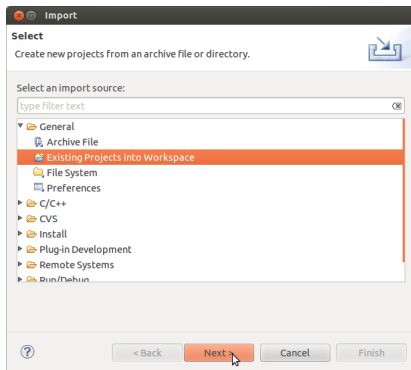 Import
Select
Create new projects from an archive file or directory.
Select an import source:
type filter text
General
Archive File
Existing Projects into Workspace
File System
Preferences
C/C++
CVS
Install
Plug-in Development
Remote Systems
Run/Debug
?
< Back Next > Cancel Finish